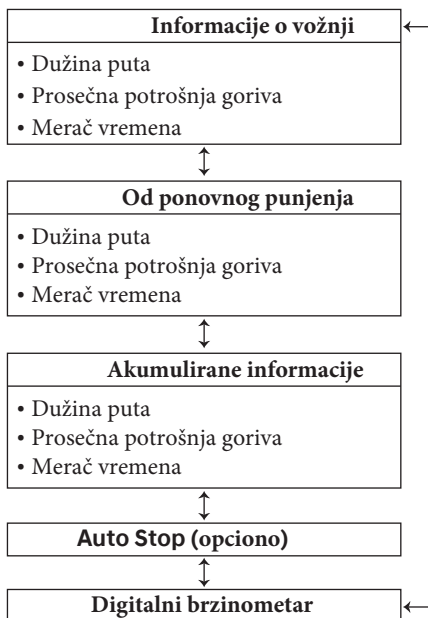 Informacije o vožnji
• Dužina puta
• Prosečna potrošnja goriva
• Merač vremena
Od ponovnog punjenja
• Dužina puta
• Prosečna potrošnja goriva
• Merač vremena
Akumulirane informacije
• Dužina puta
• Prosečna potrošnja goriva
• Merač vremena
Auto Stop (opciono)
Digitalni brzinometar